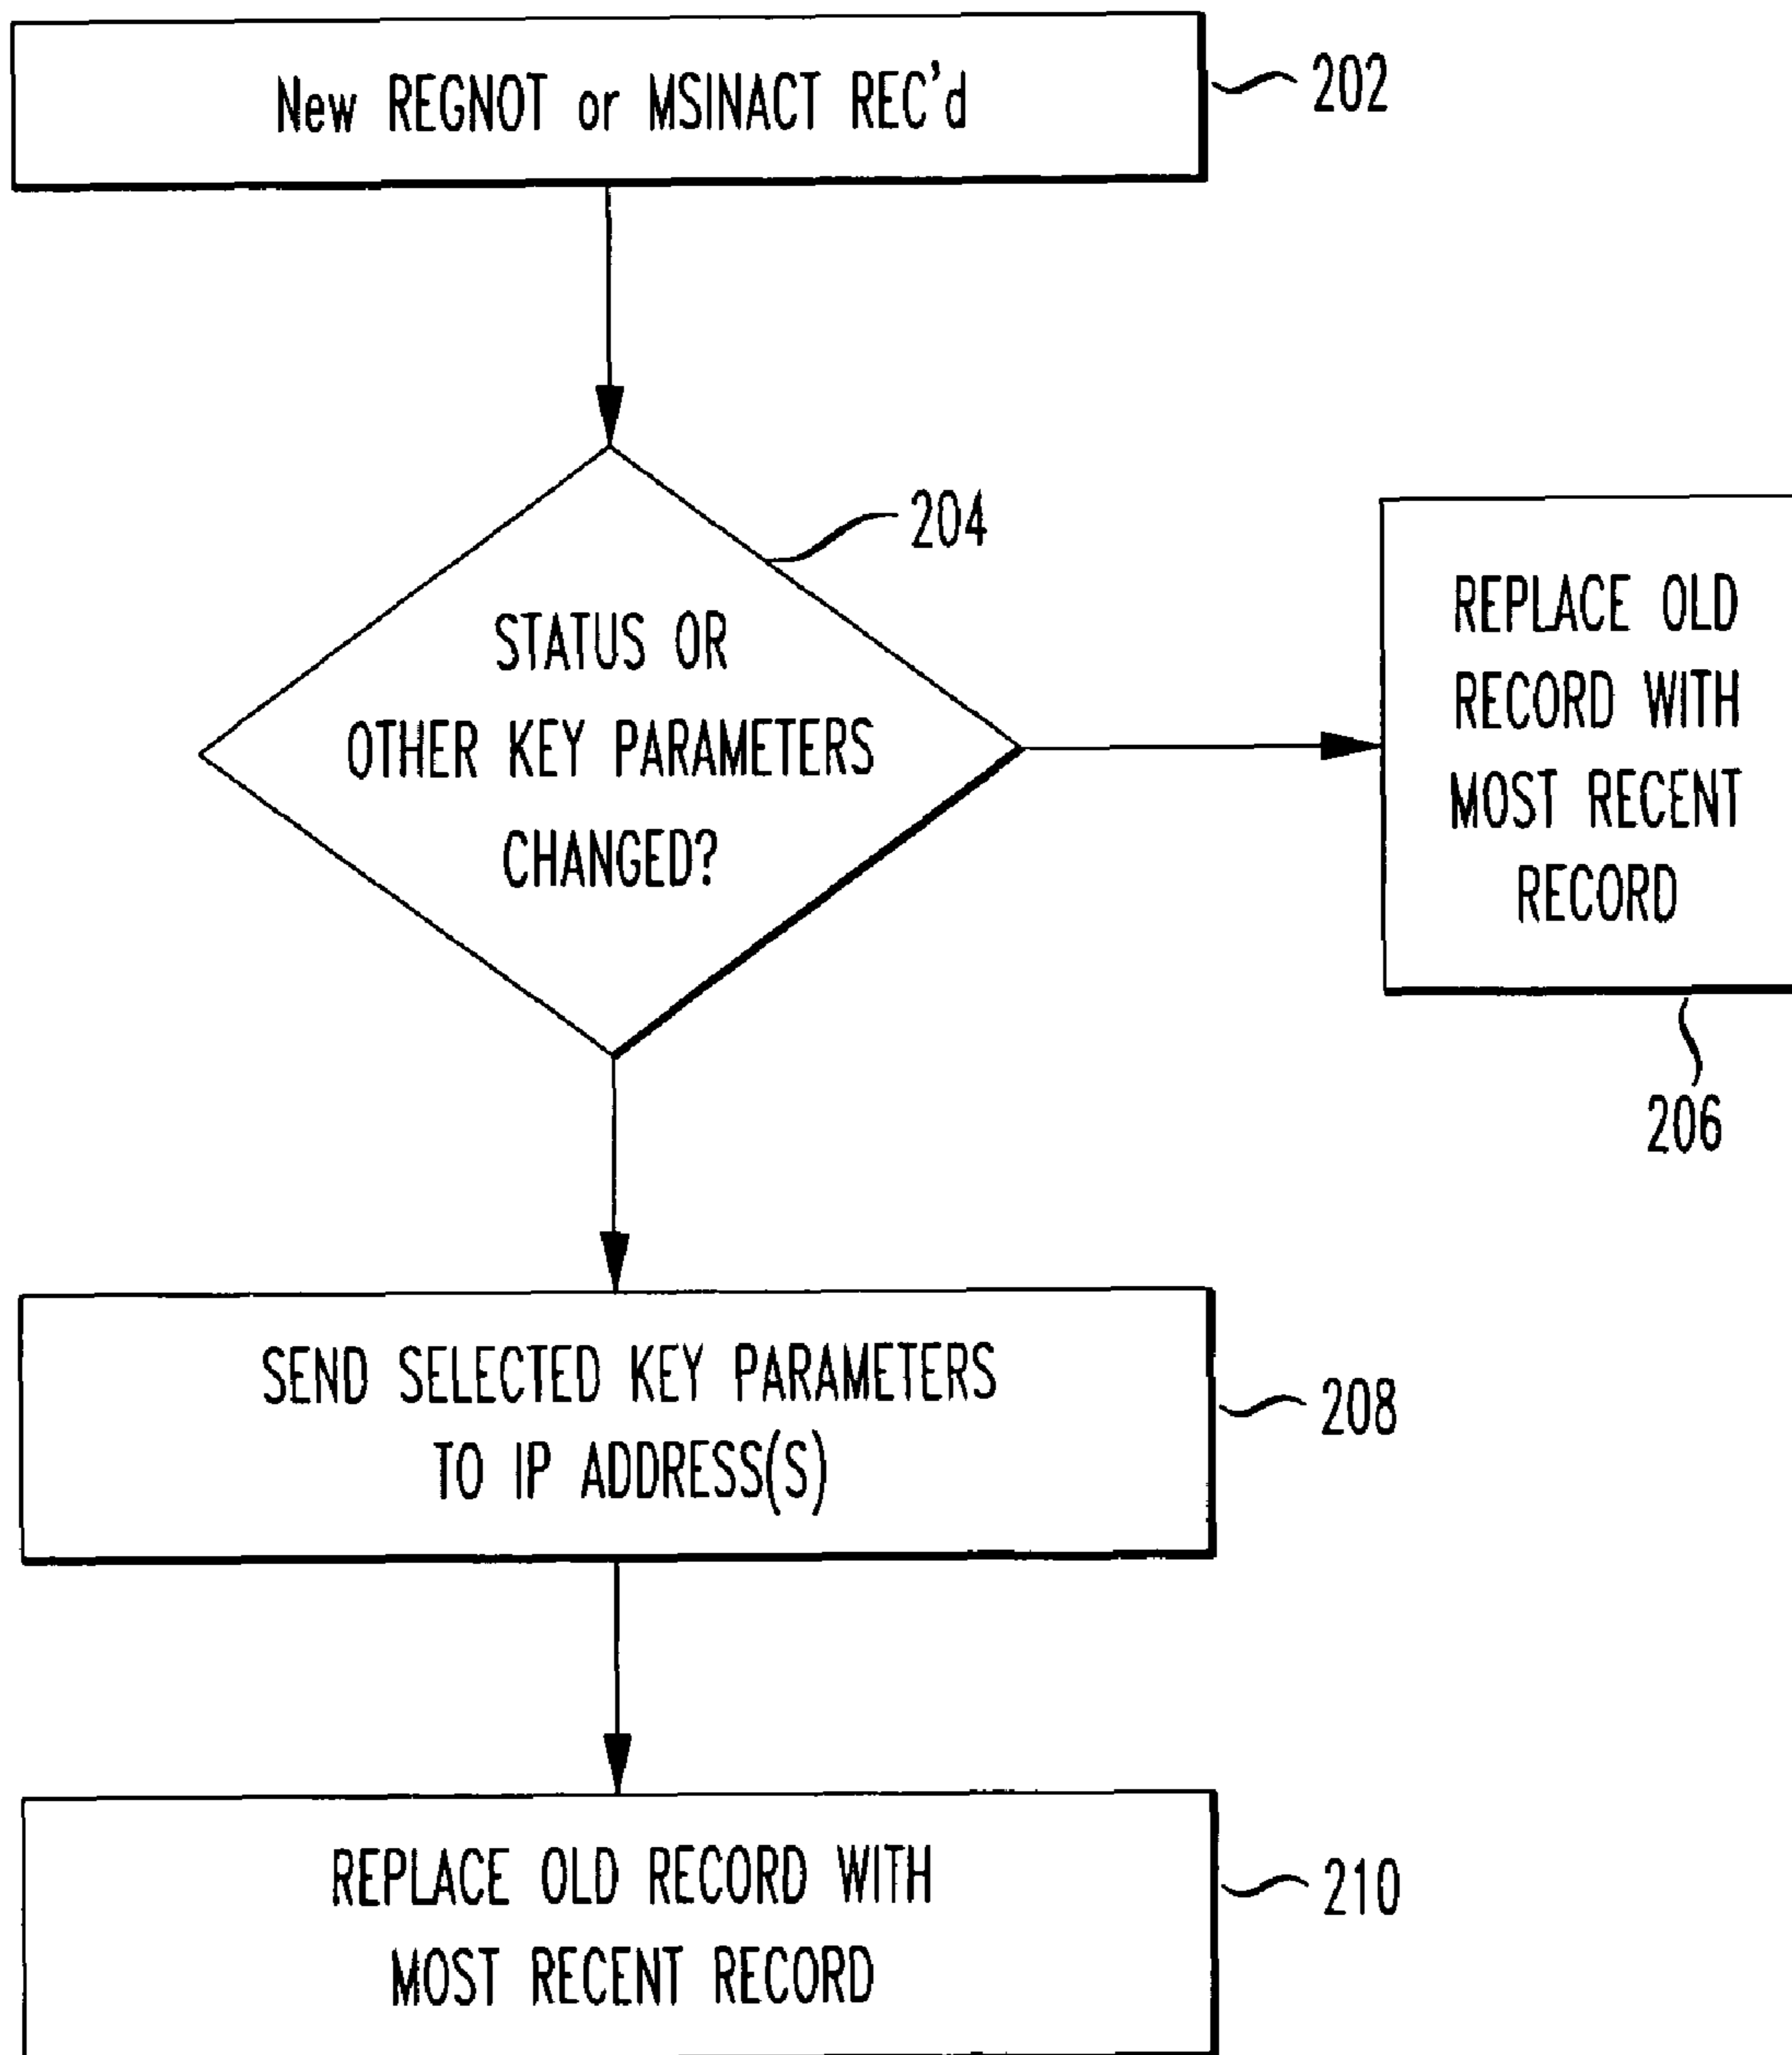 New REGNOT or MSINACT REC'd
202
204
STATUS OR
OTHER KEY PARAMETERS
CHANGED?
REPLACE OLD
RECORD WITH
MOST RECENT
RECORD
206
SEND SELECTED KEY PARAMETERS
TO IP ADDRESS(S)
208
REPLACE OLD RECORD WITH
MOST RECENT RECORD
210